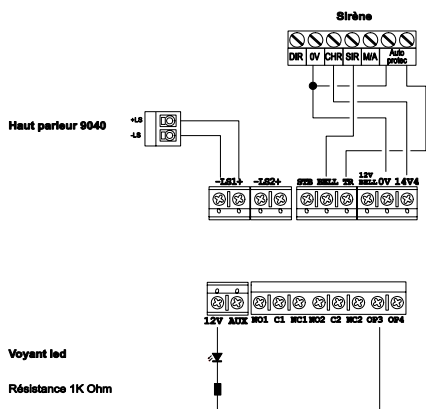 Sirène
DIR 0V CHR SIR M/A Auto protec
Haut parleur 9040
+LS
-LS
-LS1+ -LS2+ STB BELL TR 12V BELL 0V 14V4
12V AUX NO1 C1 NC1 NO2 C2 NC2 OP3 OP4
Voyant led
Résistance 1K Ohm